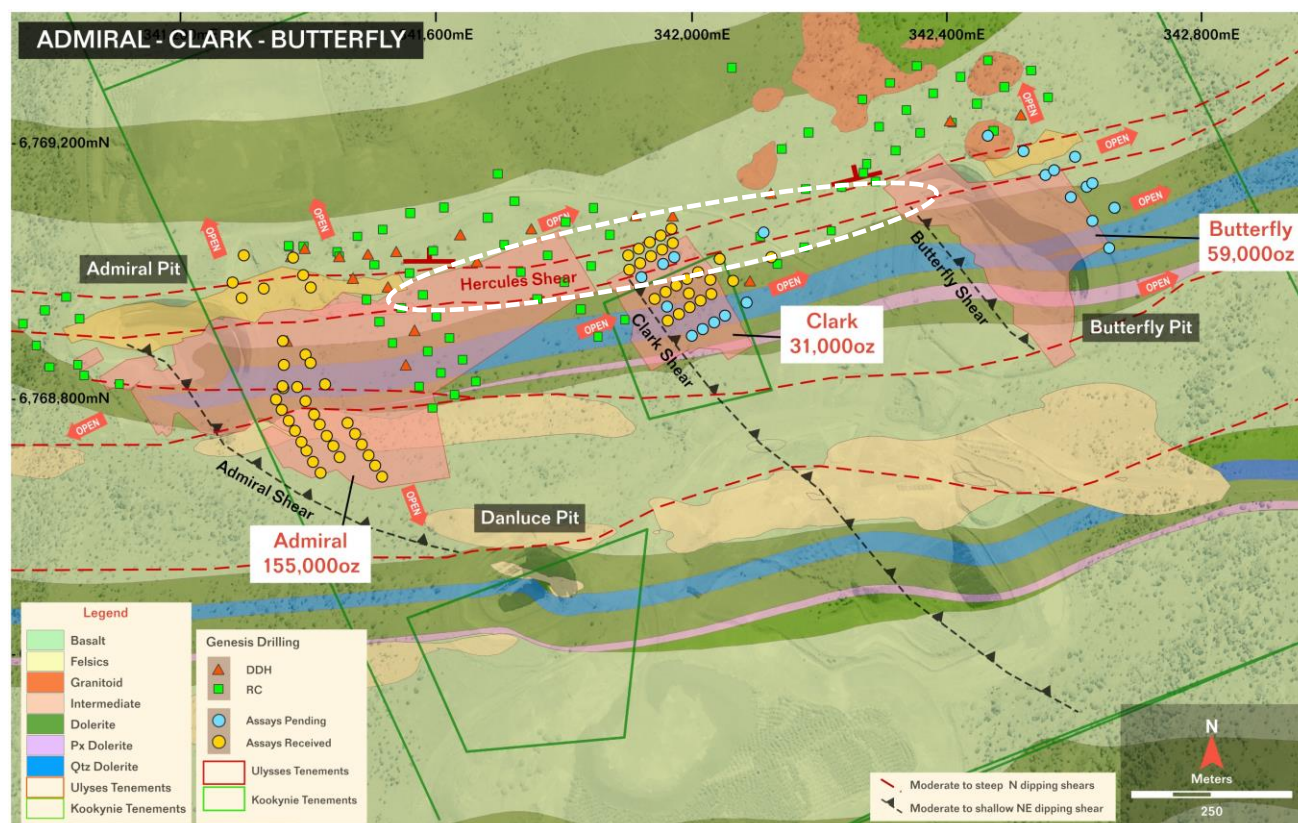 ADMIRAL - CLARK - BUTTERFLY
341,600mE
342,000mE
342,400mE
342,800mE
6,769,200mN
OPEN
OPEN
OPEN
OPEN
OPEN
OPEN
Admiral Pit
Hercules Shear
Butterfly Shear
Butterfly
59,000oz
OPEN
OPEN
OPEN
Clark
31,000oz
Clark Shear
Butterfly Pit
6,768,800mN
OPEN
Admiral Shear
OPEN
Danluce Pit
Admiral
155,000oz
Legend
Basalt
Felsics
Granitoid
Intermediate
Dolerite
Px Dolerite
Qtz Dolerite
Ulysses Tenements
Kookynie Tenements
Genesis Drilling
DDH
RC
Assays Pending
Assays Received
Ulysses Tenements
Kookynie Tenements
Moderate to steep N dipping shears
Moderate to shallow NE dipping shear
N
Meters
250